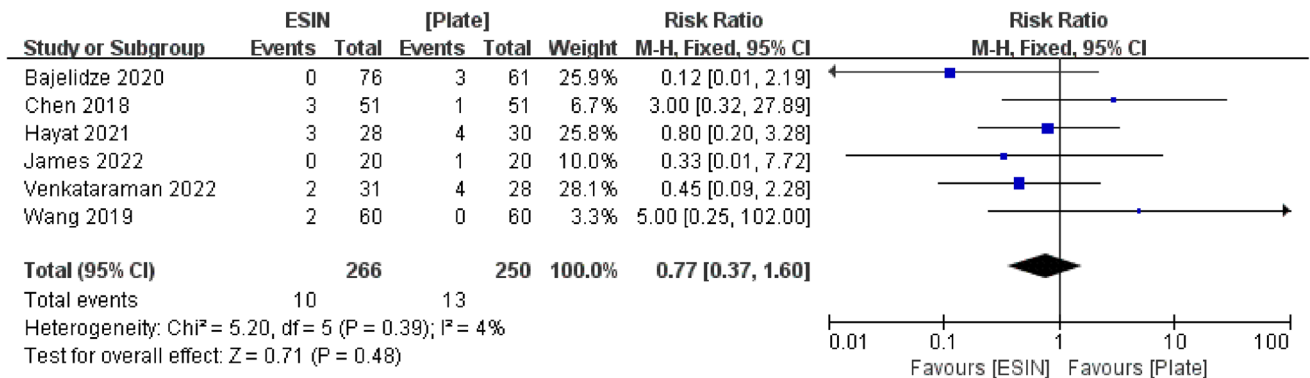 ESIN [Plate] Risk Ratio Risk Ratio
Study or Subgroup Events Total Events Total Weight M-H, Fixed, 95% CI M-H, Fixed, 95% CI
Bajelidze 2020 0 76 3 61 25.9% 0.12 [0.01, 2.19]
Chen 2018 3 51 1 51 6.7% 3.00 [0.32, 27.89]
Hayat 2021 3 28 4 30 25.8% 0.80 [0.20, 3.28]
James 2022 0 20 1 20 10.0% 0.33 [0.01, 7.72]
Venkataraman 2022 2 31 4 28 28.1% 0.45 [0.09, 2.28]
Wang 2019 2 60 0 60 3.3% 5.00 [0.25, 102.00]
Total (95% CI) 266 250 100.0% 0.77 [0.37, 1.60]
Total events 10 13
Heterogeneity: Chi² = 5.20, df = 5 (P = 0.39); I² = 4%
Test for overall effect: Z = 0.71 (P = 0.48)
0.01 0.1 1 10 100
Favours [ESIN] Favours [Plate]